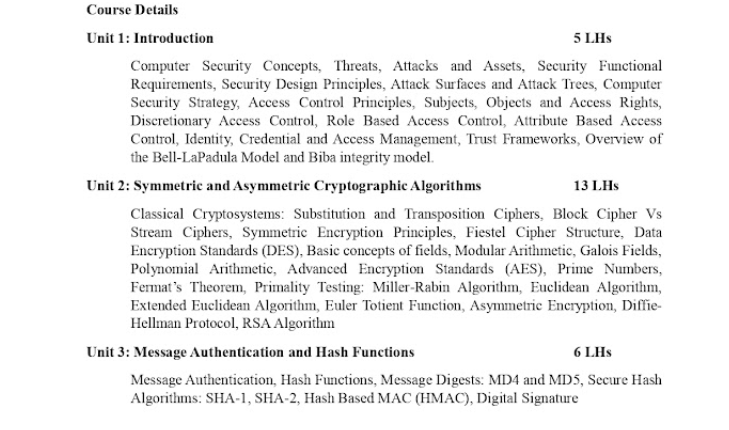 Course Details
Unit 1: Introduction 5 LHs
Computer Security Concepts, Threats, Attacks and Assets, Security Functional
Requirements, Security Design Principles, Attack Surfaces and Attack Trees, Computer
Security Strategy, Access Control Principles, Subjects, Objects and Access Rights,
Discretionary Access Control, Role Based Access Control, Attribute Based Access
Control, Identity, Credential and Access Management, Trust Frameworks, Overview of
the Bell-LaPadula Model and Biba integrity model.
Unit 2: Symmetric and Asymmetric Cryptographic Algorithms 13 LHs
Classical Cryptosystems: Substitution and Transposition Ciphers, Block Cipher Vs
Stream Ciphers, Symmetric Encryption Principles, Fiestel Cipher Structure, Data
Encryption Standards (DES), Basic concepts of fields, Modular Arithmetic, Galois Fields,
Polynomial Arithmetic, Advanced Encryption Standards (AES), Prime Numbers,
Fermat's Theorem, Primality Testing: Miller-Rabin Algorithm, Euclidean Algorithm,
Extended Euclidean Algorithm, Euler Totient Function, Asymmetric Encryption, Diffie-
Hellman Protocol, RSA Algorithm
Unit 3: Message Authentication and Hash Functions 6 LHs
Message Authentication, Hash Functions, Message Digests: MD4 and MD5, Secure Hash
Algorithms: SHA-1, SHA-2, Hash Based MAC (HMAC), Digital Signature